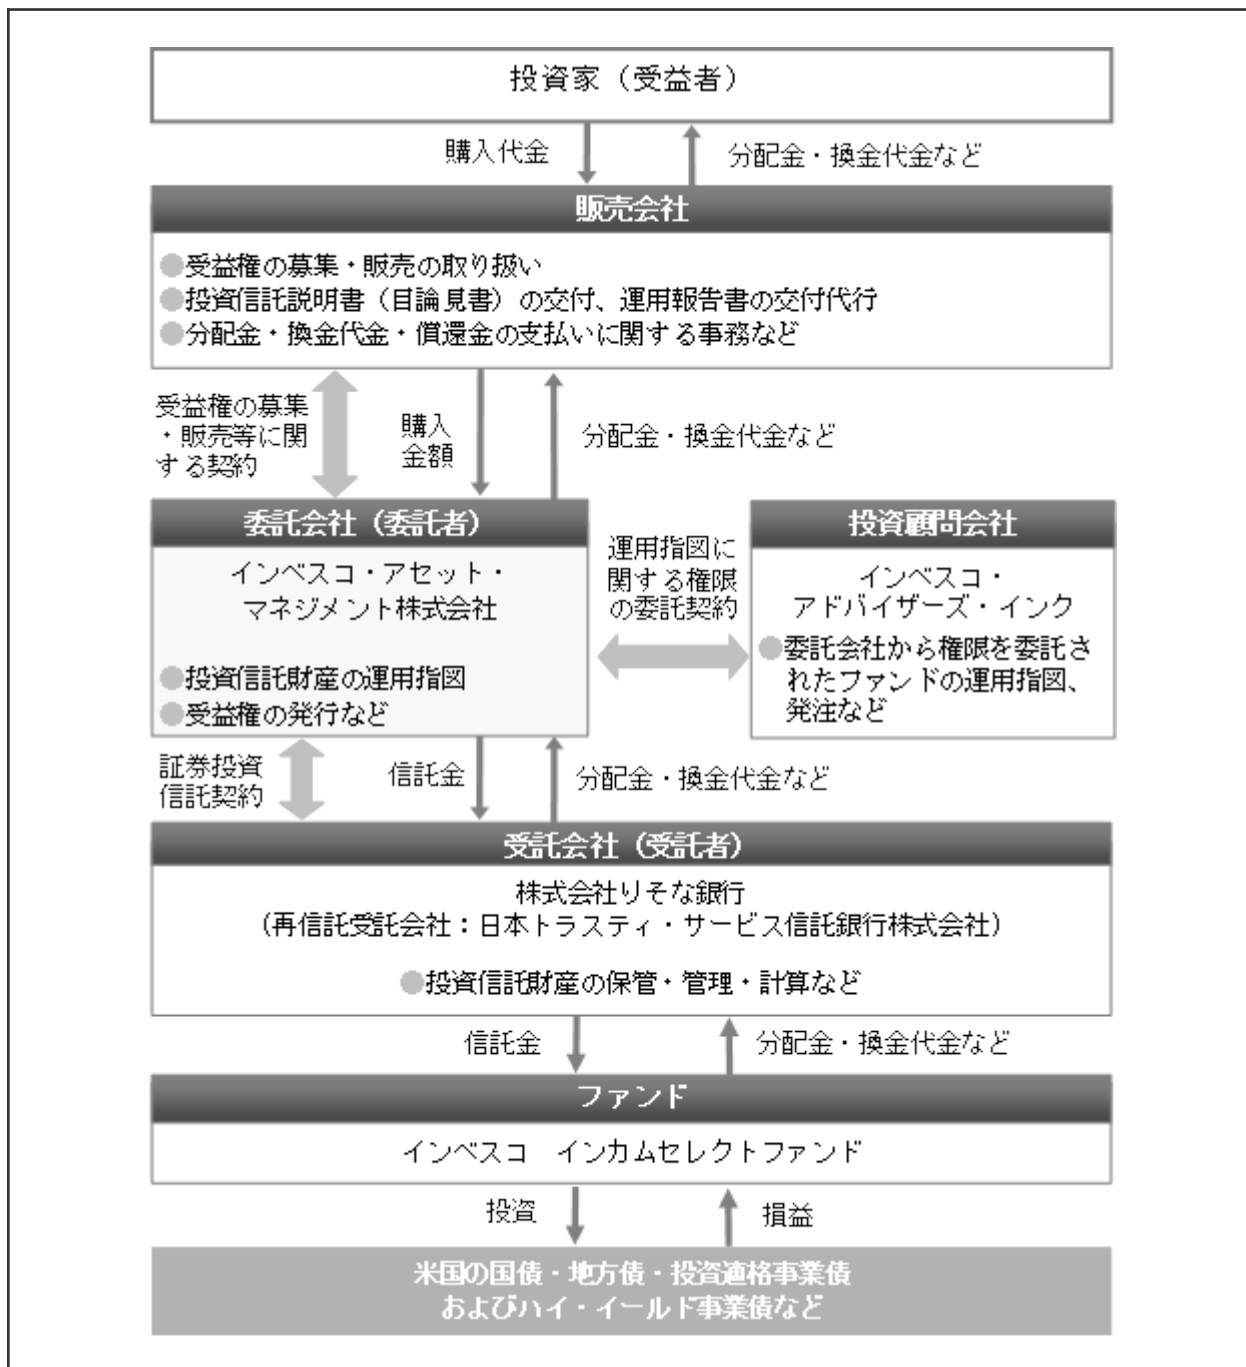 投資家（受益者）
購入代金
分配金・換金代金など
販売会社
●受益権の募集・販売の取り扱い
●投資信託説明書（目論見書）の交付、運用報告書の交付代行
●分配金・換金代金・償還金の支払いに関する事務など
受益権の募集
・販売等に関
する契約
購入
金額
分配金・換金代金など
委託会社（委託者）
インベスコ・アセット・
マネジメント株式会社
●投資信託財産の運用指図
●受益権の発行など
運用指図に
関する権限
の委託契約
投資顧問会社
インベスコ・
アドバイザーズ・インク
●委託会社から権限を委託さ
れたファンドの運用指図、
発注など
証券投資
信託契約
信託金
分配金・換金代金など
受託会社（受託者）
株式会社りそな銀行
（再信託受託会社：日本トラスティ・サービス信託銀行株式会社）
●投資信託財産の保管・管理・計算など
信託金
分配金・換金代金など
ファンド
インベスコ　インカムセレクトファンド
投資
損益
米国の国債・地方債・投資適格事業債
およびハイ・イールド事業債など